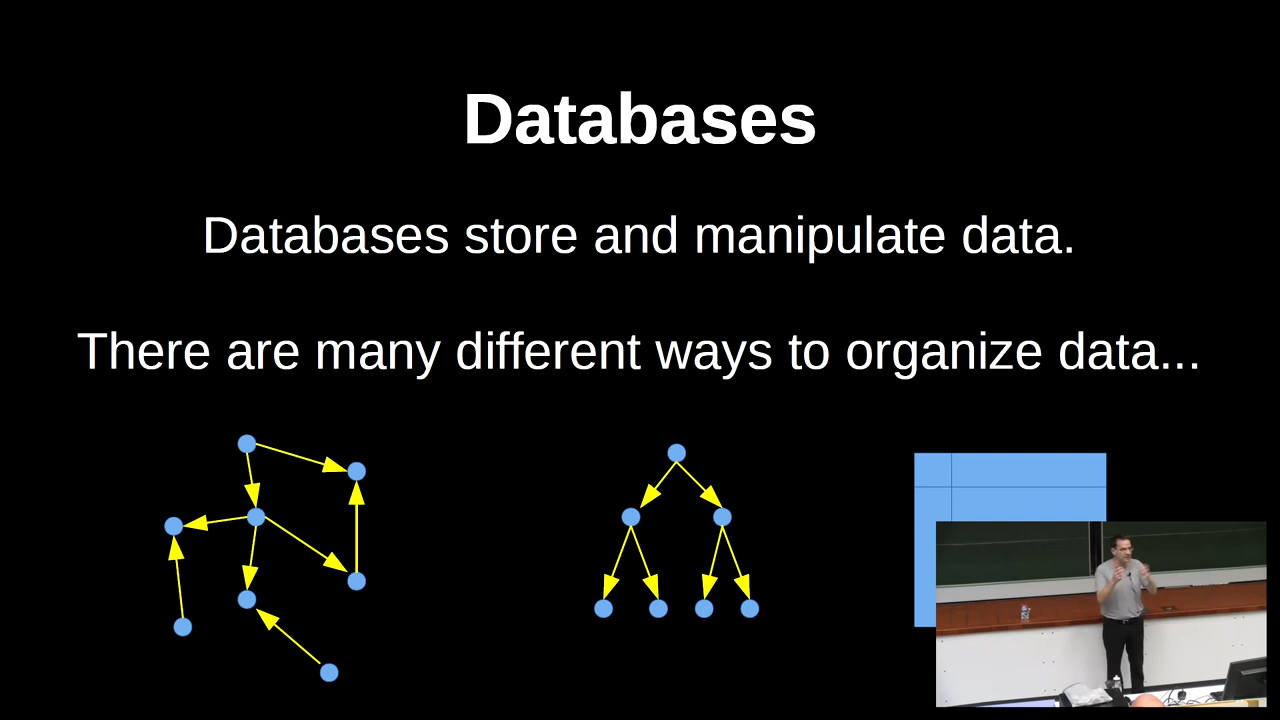 Databases
Databases store and manipulate data.
There are many different ways to organize data...